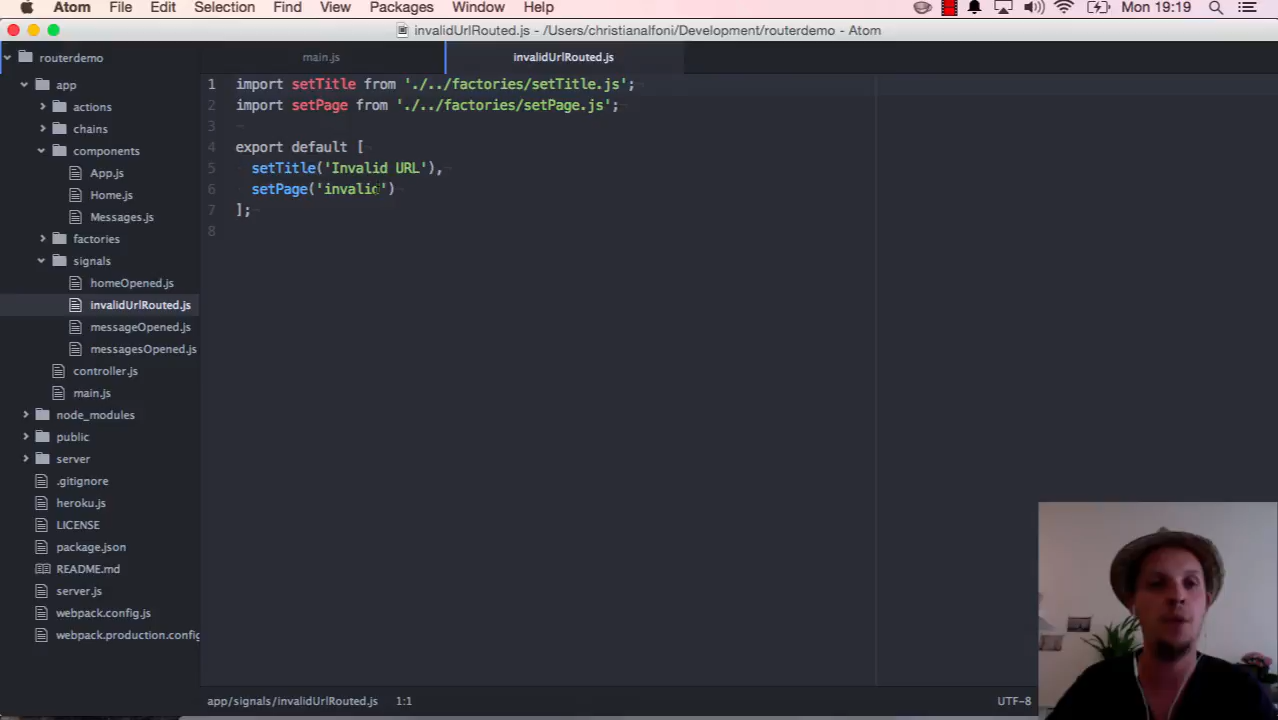 Atom File Edit Selection Find View Packages Window Help Mon 19:19
invalidUrlRouted.js - /Users/christianalfoni/Development/routerdemo - Atom
routerdemo
main.js
invalidUrlRouted.js
app
actions
chains
components
App.js
Home.js
Messages.js
factories
signals
homeOpened.js
invalidUrlRouted.js
messageOpened.js
messagesOpened.js
controller.js
main.js
node_modules
public
server
.gitignore
heroku.js
LICENSE
package.json
README.md
server.js
webpack.config.js
webpack.production.config
1 import setTitle from './../factories/setTitle.js';
2 import setPage from './../factories/setPage.js';
3
4 export default [
5 setTitle('Invalid URL'),
6 setPage('invalid')
7 ];
8
app/signals/invalidUrlRouted.js 1:1
UTF-8